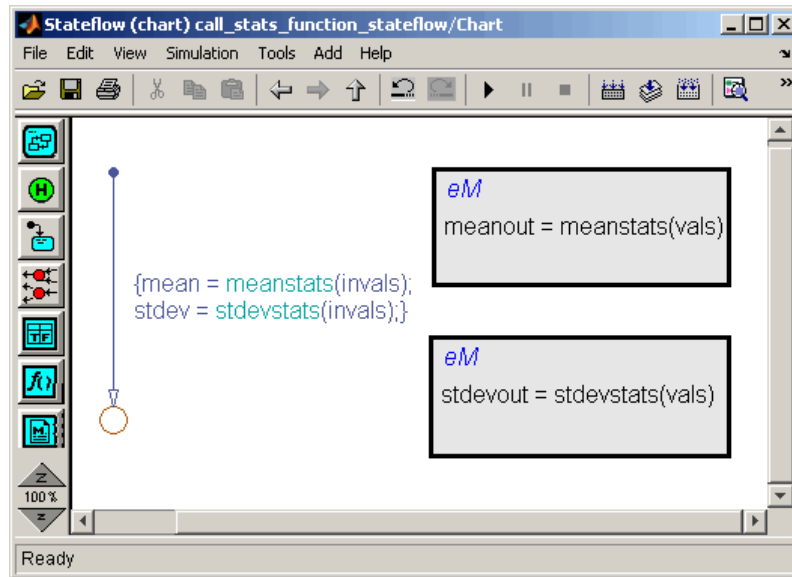 Stateflow (chart) call_stats_function_stateflow/Chart
File Edit View Simulation Tools Add Help
H
eM
meanout = meanstats(vals)
{mean = meanstats(invals);
stdev = stdevstats(invals);}
TF
eM
f()
stdevout = stdevstats(vals)
M
Z
100%
Z
Ready